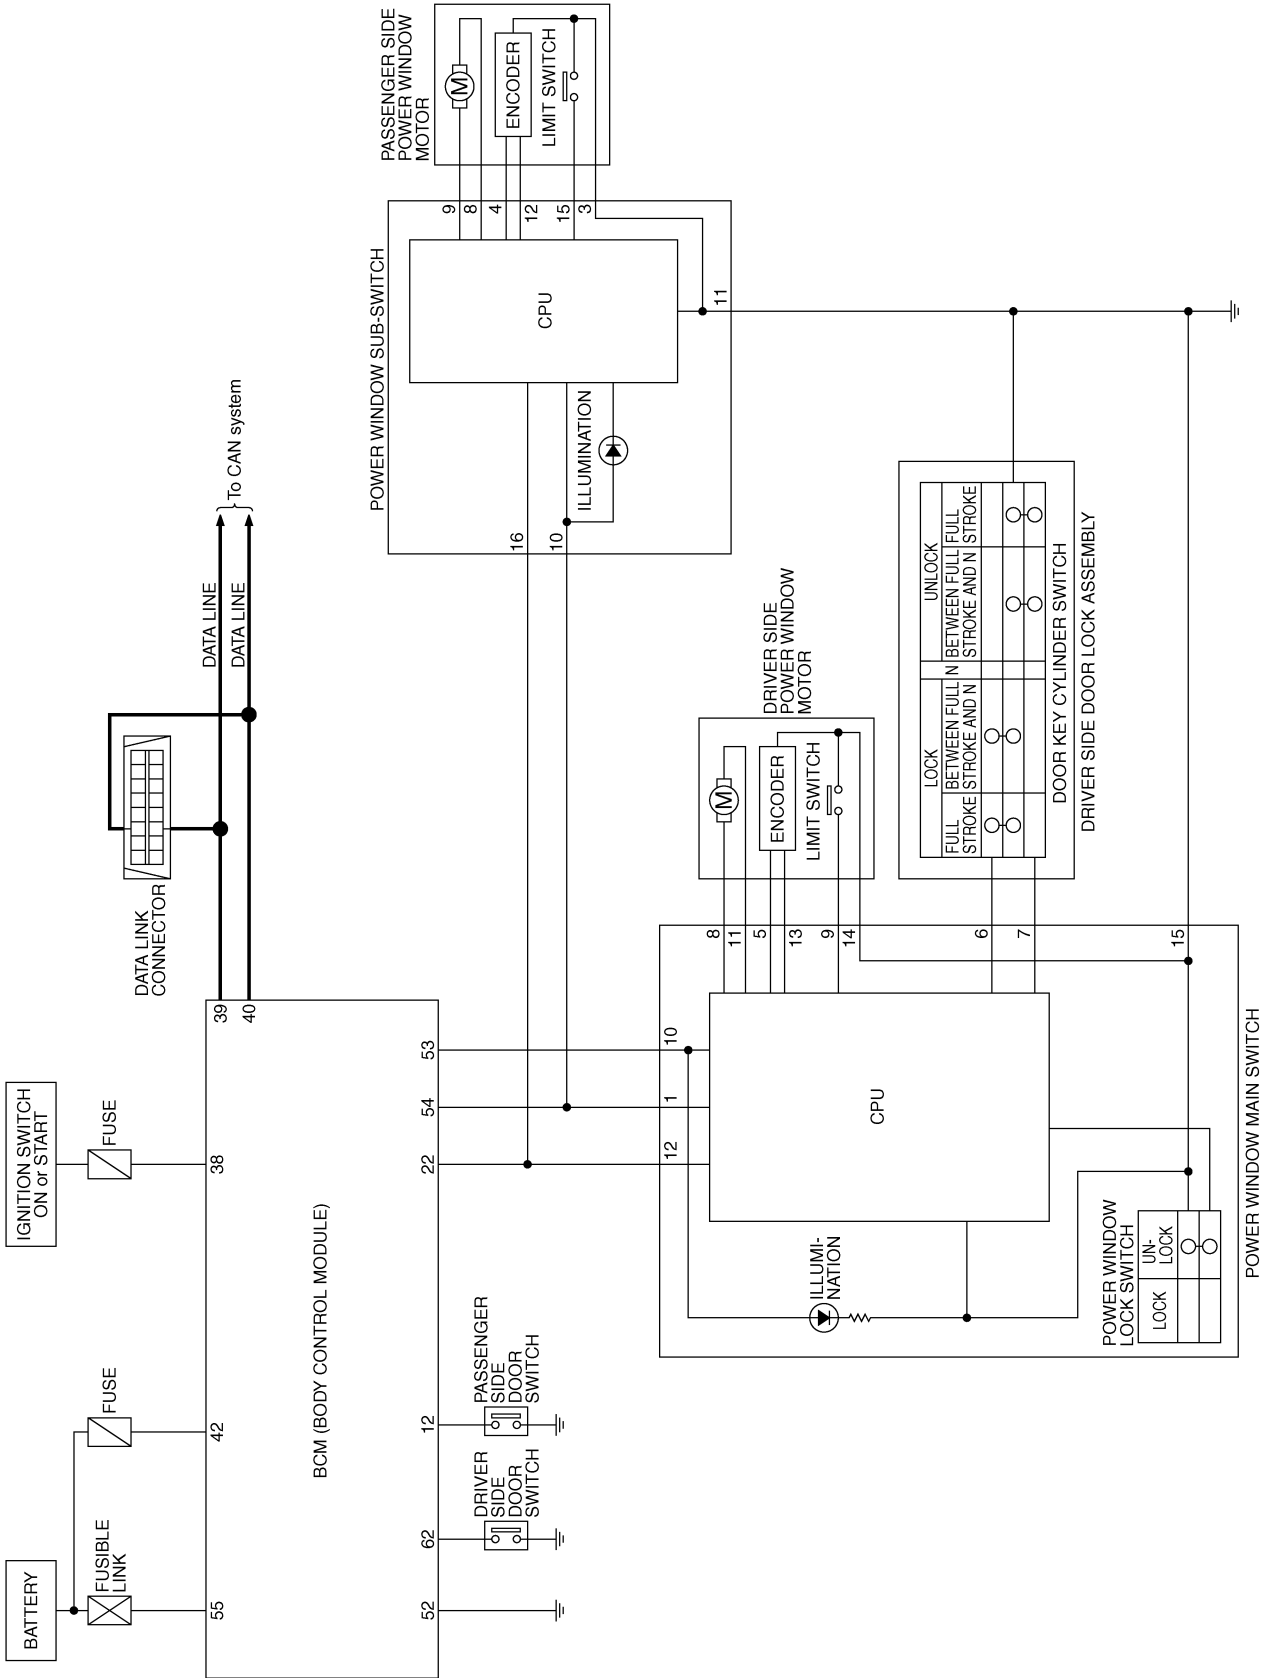 BATTERY
FUSIBLE
LINK
FUSE
IGNITION SWITCH
ON or START
FUSE
55
42
38
BCM (BODY CONTROL MODULE)
39
40
52
62
12
22
54
53
DRIVER
SIDE
DOOR
SWITCH
PASSENGER
SIDE
DOOR
SWITCH
DATA LINK
CONNECTOR
DATA LINE
DATA LINE
To CAN system
POWER WINDOW SUB-SWITCH
16
10
ILLUMINATION
CPU
9
8
4
12
15
3
11
PASSENGER SIDE
POWER WINDOW
MOTOR
M
ENCODER
LIMIT SWITCH
DRIVER SIDE
POWER WINDOW
MOTOR
M
ENCODER
LIMIT SWITCH
12
1
10
8
11
5
13
9
14
6
7
15
CPU
ILLUMI-
NATION
POWER WINDOW
LOCK SWITCH
LOCK
UN-
LOCK
POWER WINDOW MAIN SWITCH
LOCK
N
UNLOCK
FULL
STROKE
BETWEEN FULL
STROKE AND N
BETWEEN FULL
STROKE AND N
FULL
STROKE
DOOR KEY CYLINDER SWITCH
DRIVER SIDE DOOR LOCK ASSEMBLY